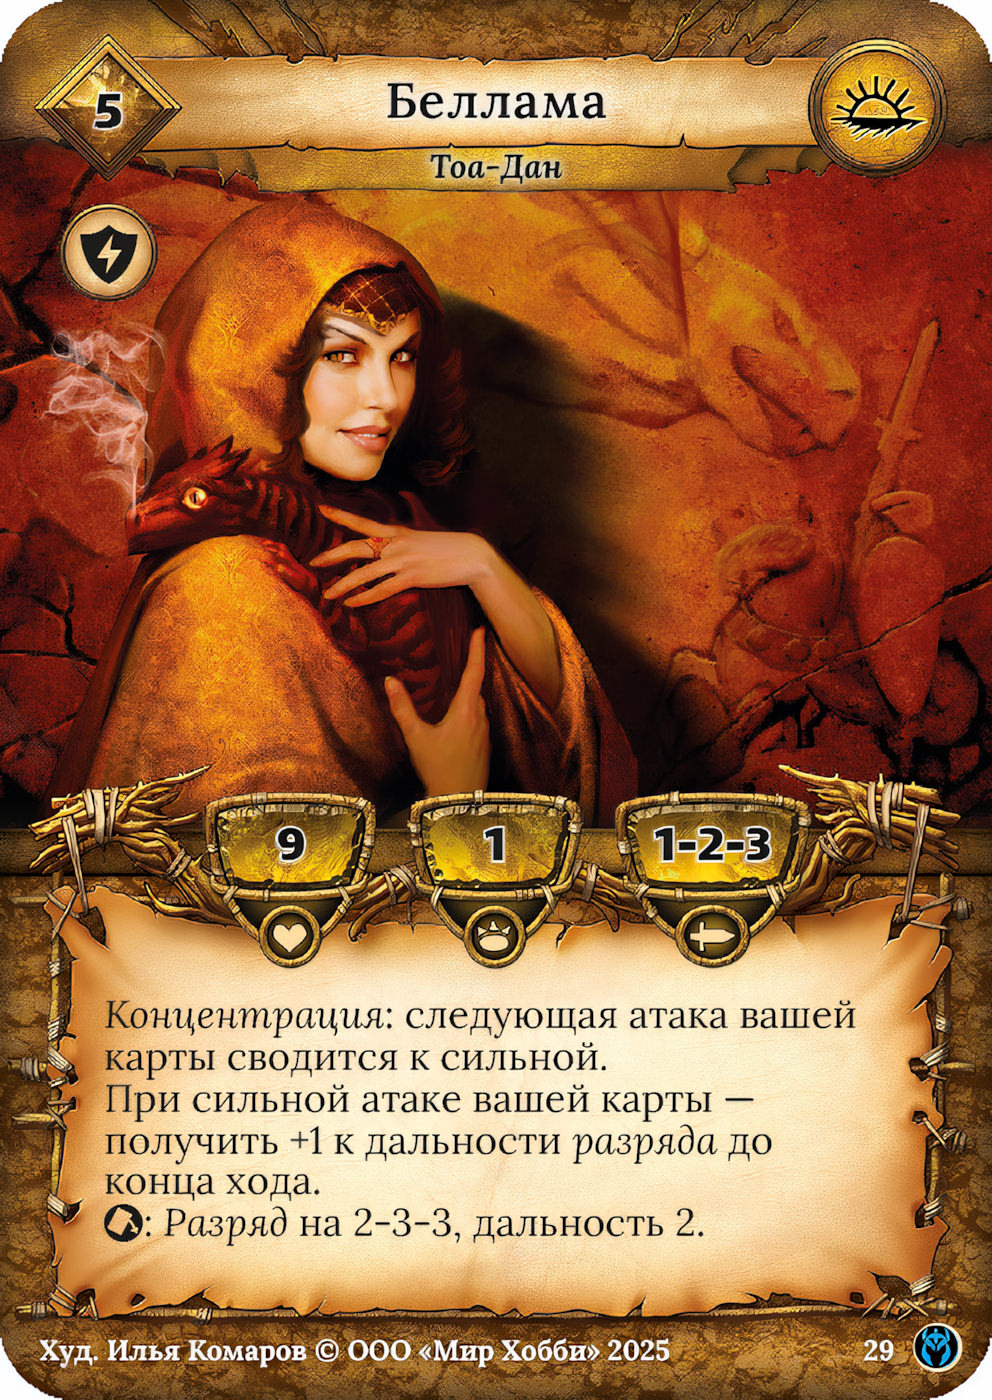 5
Беллама
Тоа-Дан
9
1
1-2-3
Концентрация: следующая атака вашей
карты сводится к сильной.
При сильной атаке вашей карты —
получить +1 к дальности разряда до
конца хода.
: Разряд на 2-3-3, дальность 2.
Худ. Илья Комаров © ООО «Мир Хобби» 2025
29